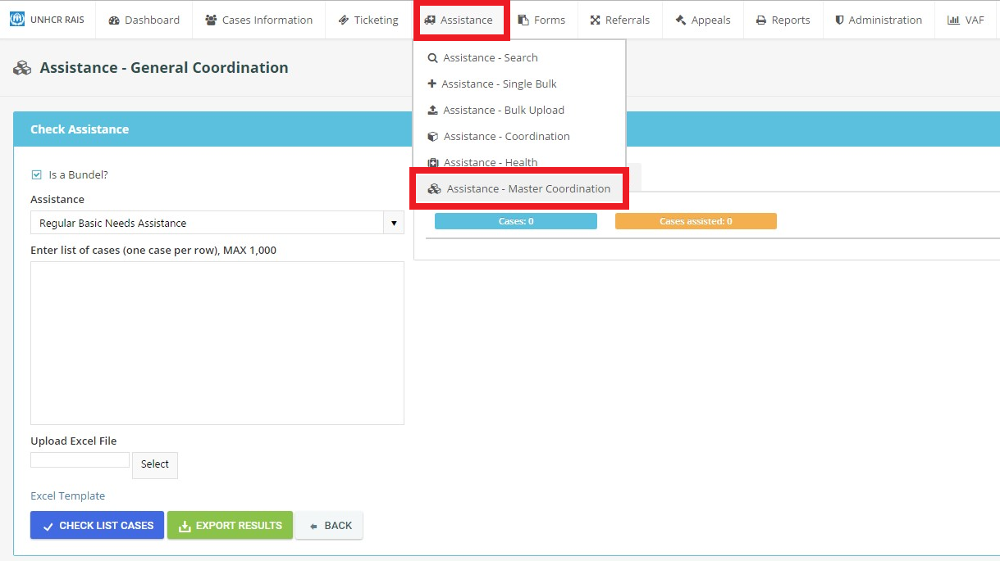 UNHCR RAIS Dashboard Cases Information Ticketing Assistance Forms Referrals Appeals Reports Administration VAF
Assistance - General Coordination
Assistance - Search
Assistance - Single Bulk
Assistance - Bulk Upload
Assistance - Coordination
Assistance - Health
Assistance - Master Coordination
Check Assistance
Is a Bundel?
Assistance
Regular Basic Needs Assistance
Cases: 0 Cases assisted: 0
Enter list of cases (one case per row), MAX 1,000
Upload Excel File
Select
Excel Template
CHECK LIST CASES EXPORT RESULTS BACK